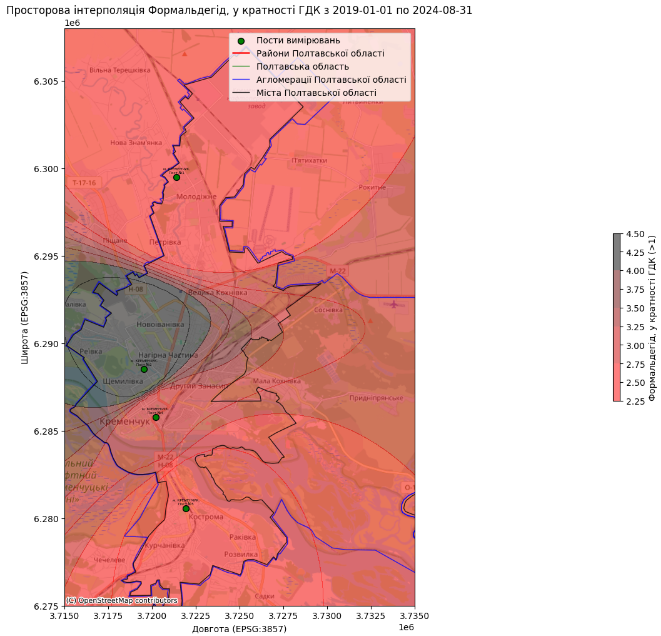 Просторова інтерполяція Формальдегід, у кратності ГДК з 2019-01-01 по 2024-08-31
1e6
Пости вимірювань
Райони Полтавської області
Полтавська область
Агломерації Полтавської області
Міста Полтавської області
6.305
6.300
6.295
6.290
6.285
6.280
6.275
Широта (EPSG:3857)
Вільна Терешківка
Нова Знам'янка
П'ятихатки
Рокитне
Т-17-16
Молодіжне
Піщане
Петрівка
М-22
Н-08
Велика Кохнівка
Соснівка
Новоіванівка
Раківка
Нагірна Частина
Щемилівка
Другий Занасип
Мала Кохнівка
Придніпрянське
Кременчук
М-22
Н-08
Кострома
Раківка
Курчанівка
Розвилка
Чечелеве
Садки
(C) OpenStreetMap contributors
3.7150
3.7175
3.7200
3.7225
3.7250
3.7275
3.7300
3.7325
3.7350
1e6
Довгота (EPSG:3857)
4.50
4.25
4.00
3.75
3.50
3.25
3.00
2.75
2.50
2.25
Формальдегід, у кратності ГДК (>1)